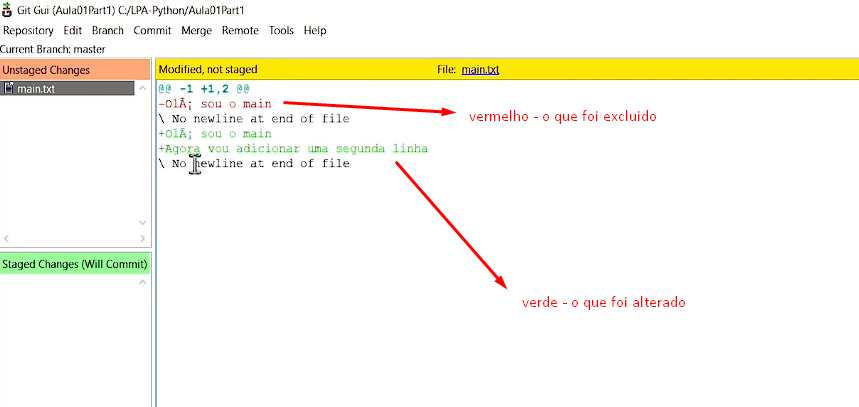 Git Gui (Aula01Part1) C:/LPA-Python/Aula01Part1
Repository Edit Branch Commit Merge Remote Tools Help
Current Branch: master
Unstaged Changes
main.txt
Modified, not staged File: main.txt
@@ -1 +1,2 @@
-OlÃ¡ sou o main
\ No newline at end of file
+OlÃ¡ sou o main
+Agora vou adicionar uma segunda linha
\ No newline at end of file
vermelho - o que foi excluido
verde - o que foi alterado
Staged Changes (Will Commit)